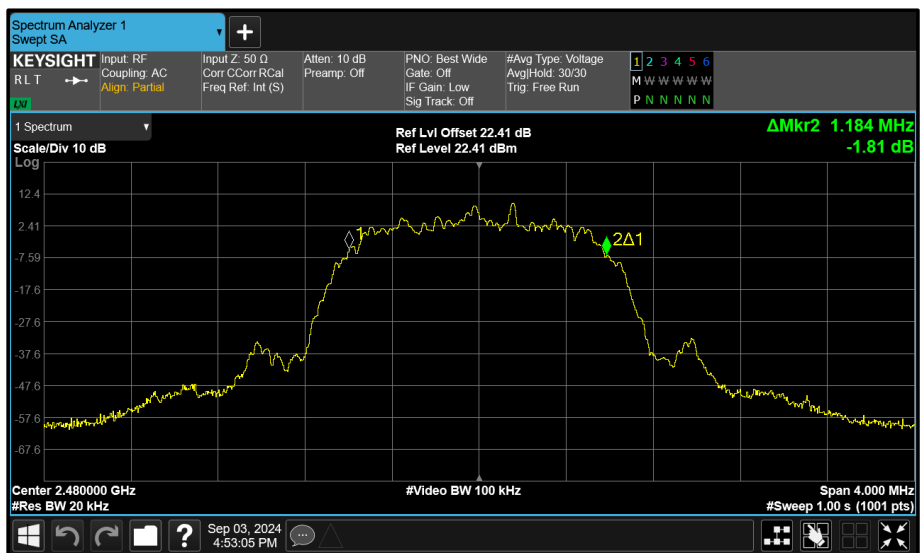 Spectrum Analyzer 1
Swept SA
+
KEYSIGHT
R L T
LXI
Input: RF
Coupling: AC
Align: Partial
Input Z: 50 Ω
Corr CCorr RCal
Freq Ref: Int (S)
Atten: 10 dB
Preamp: Off
PNO: Best Wide
Gate: Off
IF Gain: Low
Sig Track: Off
#Avg Type: Voltage
Avg|Hold: 30/30
Trig: Free Run
1 2 3 4 5 6
M W W W W W
P N N N N N
1 Spectrum
Scale/Div 10 dB
Ref Lvl Offset 22.41 dB
Ref Level 22.41 dBm
ΔMkr2 1.184 MHz
-1.81 dB
Log
12.4
2.41
-7.59
-17.6
-27.6
-37.6
-47.6
-57.6
-67.6
1
2Δ1
Center 2.480000 GHz
#Res BW 20 kHz
#Video BW 100 kHz
Span 4.000 MHz
#Sweep 1.00 s (1001 pts)
?
Sep 03, 2024
4:53:05 PM